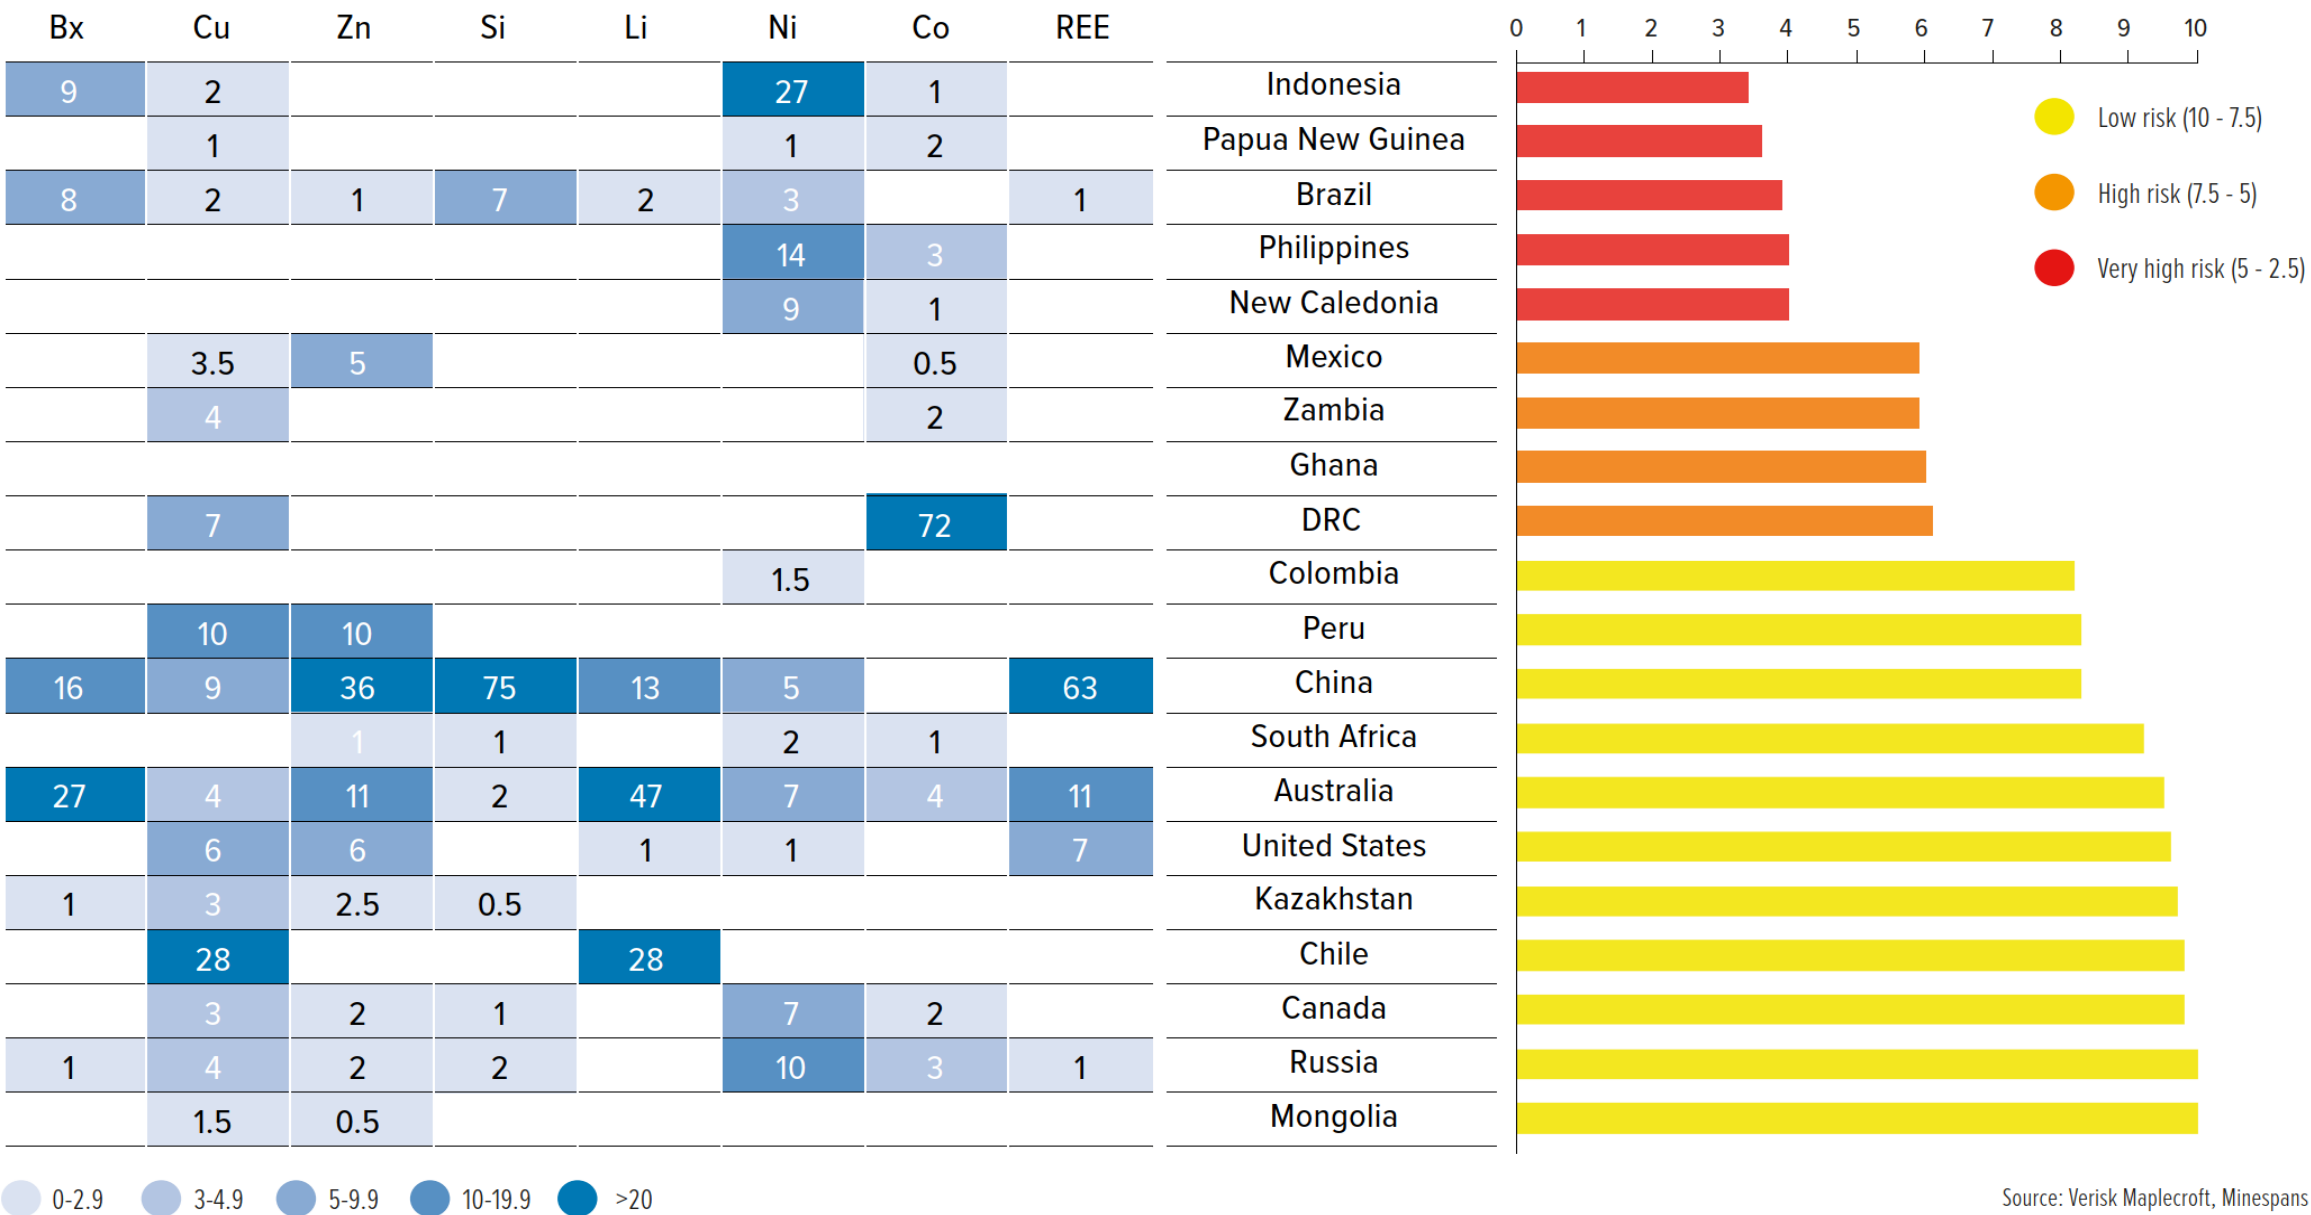 Bx Cu Zn Si Li Ni Co REE 0 1 2 3 4 5 6 7 8 9 10
9 2 27 1 Indonesia
Low risk (10 - 7.5)
1 1 2 Papua New Guinea
8 2 1 7 2 3 1 Brazil
High risk (7.5 - 5)
14 3 Philippines
Very high risk (5 - 2.5)
9 1 New Caledonia
3.5 5 0.5 Mexico
4 2 Zambia
Ghana
7 72 DRC
1.5 Colombia
10 10 Peru
16 9 36 75 13 5 63 China
1 1 2 1 South Africa
27 4 11 2 47 7 4 11 Australia
6 6 1 1 7 United States
1 3 2.5 0.5 Kazakhstan
28 28 Chile
3 2 1 7 2 Canada
1 4 2 2 10 3 1 Russia
1.5 0.5 Mongolia
0-2.9 3-4.9 5-9.9 10-19.9 >20
Source: Verisk Maplecroft, Minespans